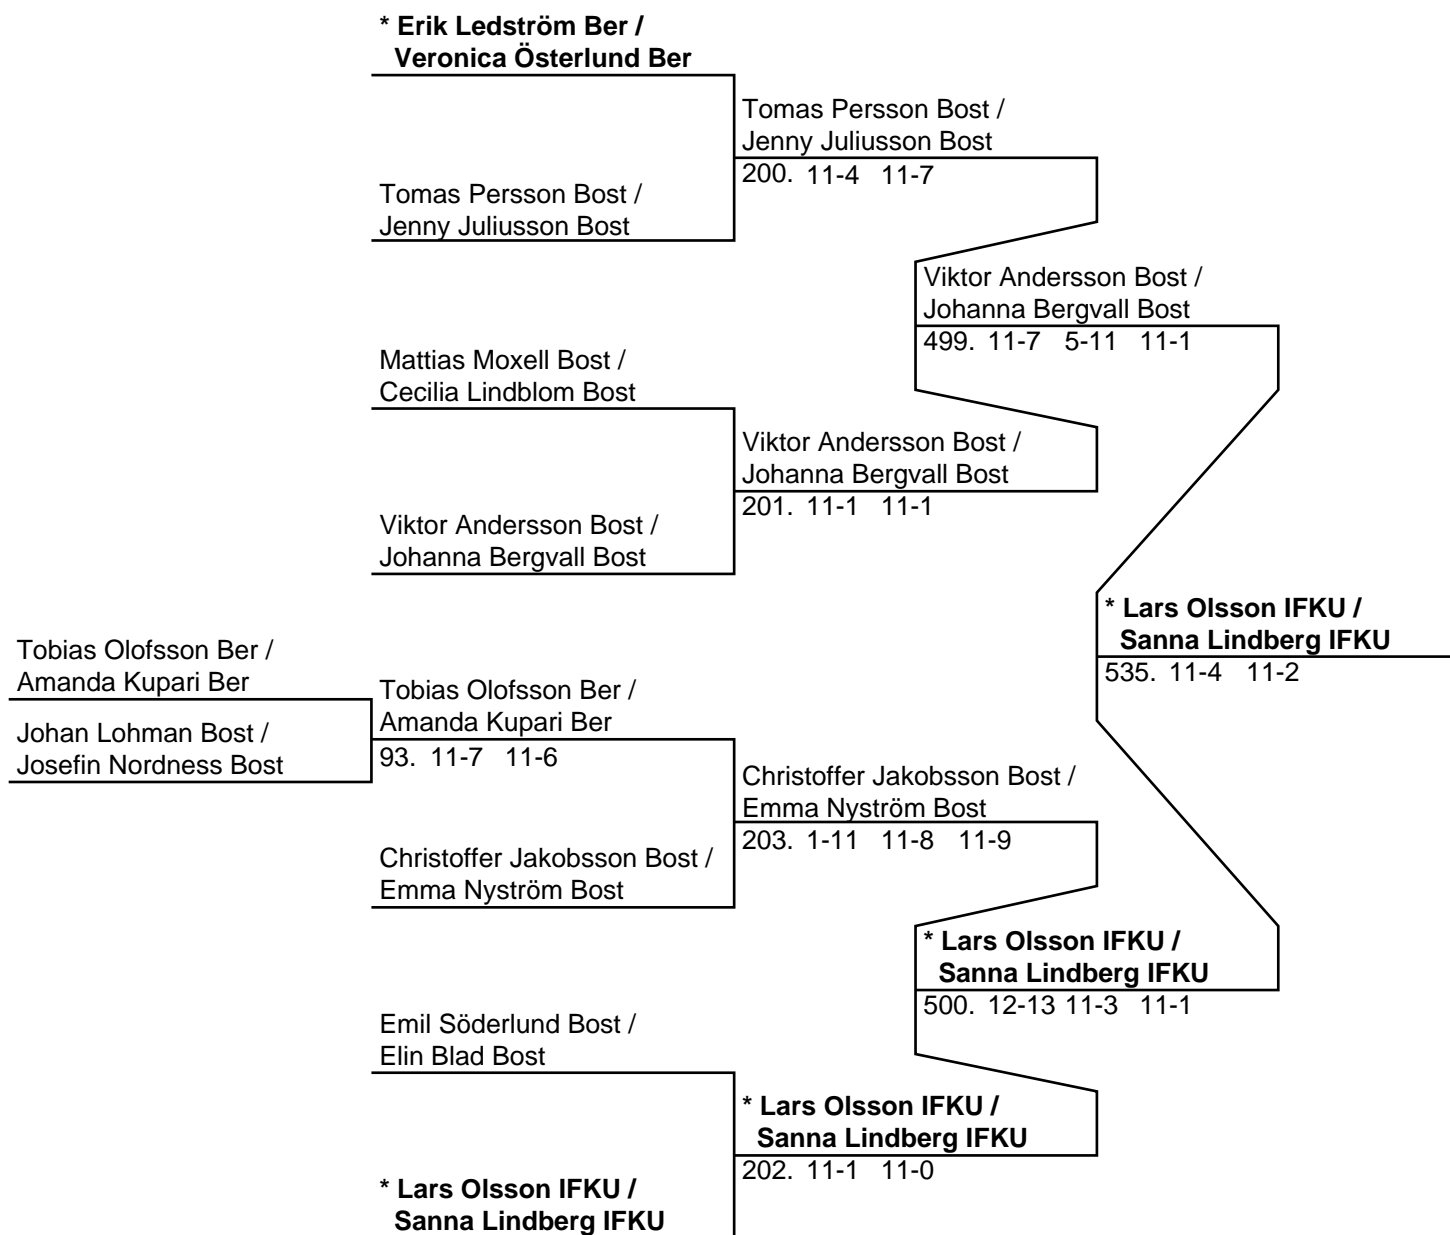 * Erik Ledström Ber /
Veronica Österlund Ber
Tomas Persson Bost /
Jenny Juliusson Bost
200. 11-4 11-7
Tomas Persson Bost /
Jenny Juliusson Bost
Viktor Andersson Bost /
Johanna Bergvall Bost
499. 11-7 5-11 11-1
Mattias Moxell Bost /
Cecilia Lindblom Bost
Viktor Andersson Bost /
Johanna Bergvall Bost
201. 11-1 11-1
Viktor Andersson Bost /
Johanna Bergvall Bost
* Lars Olsson IFKU /
Sanna Lindberg IFKU
535. 11-4 11-2
Tobias Olofsson Ber /
Amanda Kupari Ber
Tobias Olofsson Ber /
Amanda Kupari Ber
93. 11-7 11-6
Johan Lohman Bost /
Josefin Nordness Bost
Christoffer Jakobsson Bost /
Emma Nyström Bost
203. 1-11 11-8 11-9
Christoffer Jakobsson Bost /
Emma Nyström Bost
* Lars Olsson IFKU /
Sanna Lindberg IFKU
500. 12-13 11-3 11-1
Emil Söderlund Bost /
Elin Blad Bost
* Lars Olsson IFKU /
Sanna Lindberg IFKU
202. 11-1 11-0
* Lars Olsson IFKU /
Sanna Lindberg IFKU